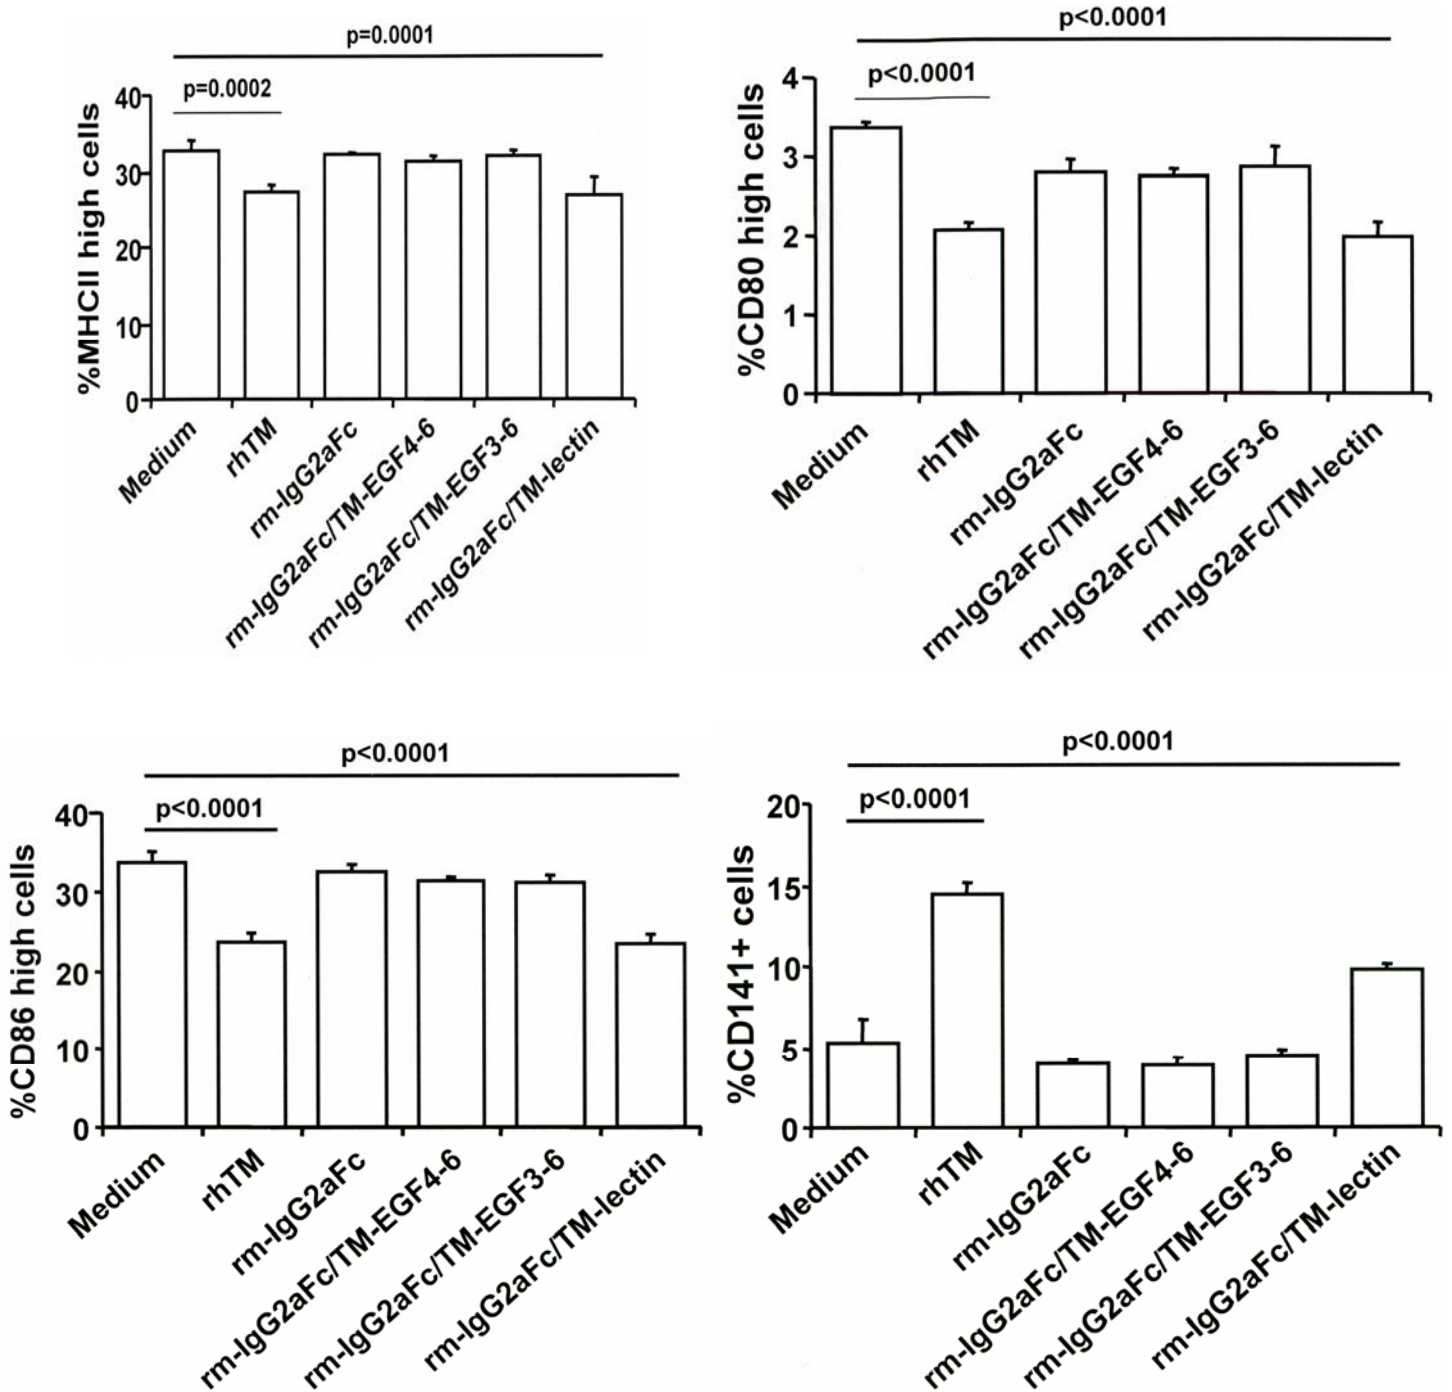 p=0.0001
p=0.0002
%MHCII high cells
40
30
20
10
0
Medium
rhTM
rm-IgG2aFc
rm-IgG2aFc/TM-EGF4-6
rm-IgG2aFc/TM-EGF3-6
rm-IgG2aFc/TM-lectin
p<0.0001
p<0.0001
%CD80 high cells
4
3
2
1
0
Medium
rhTM
rm-IgG2aFc
rm-IgG2aFc/TM-EGF4-6
rm-IgG2aFc/TM-EGF3-6
rm-IgG2aFc/TM-lectin
p<0.0001
p<0.0001
%CD86 high cells
40
30
20
10
0
Medium
rhTM
rm-IgG2aFc
rm-IgG2aFc/TM-EGF4-6
rm-IgG2aFc/TM-EGF3-6
rm-IgG2aFc/TM-lectin
p<0.0001
p<0.0001
%CD141+ cells
20
15
10
5
0
Medium
rhTM
rm-IgG2aFc
rm-IgG2aFc/TM-EGF4-6
rm-IgG2aFc/TM-EGF3-6
rm-IgG2aFc/TM-lectin